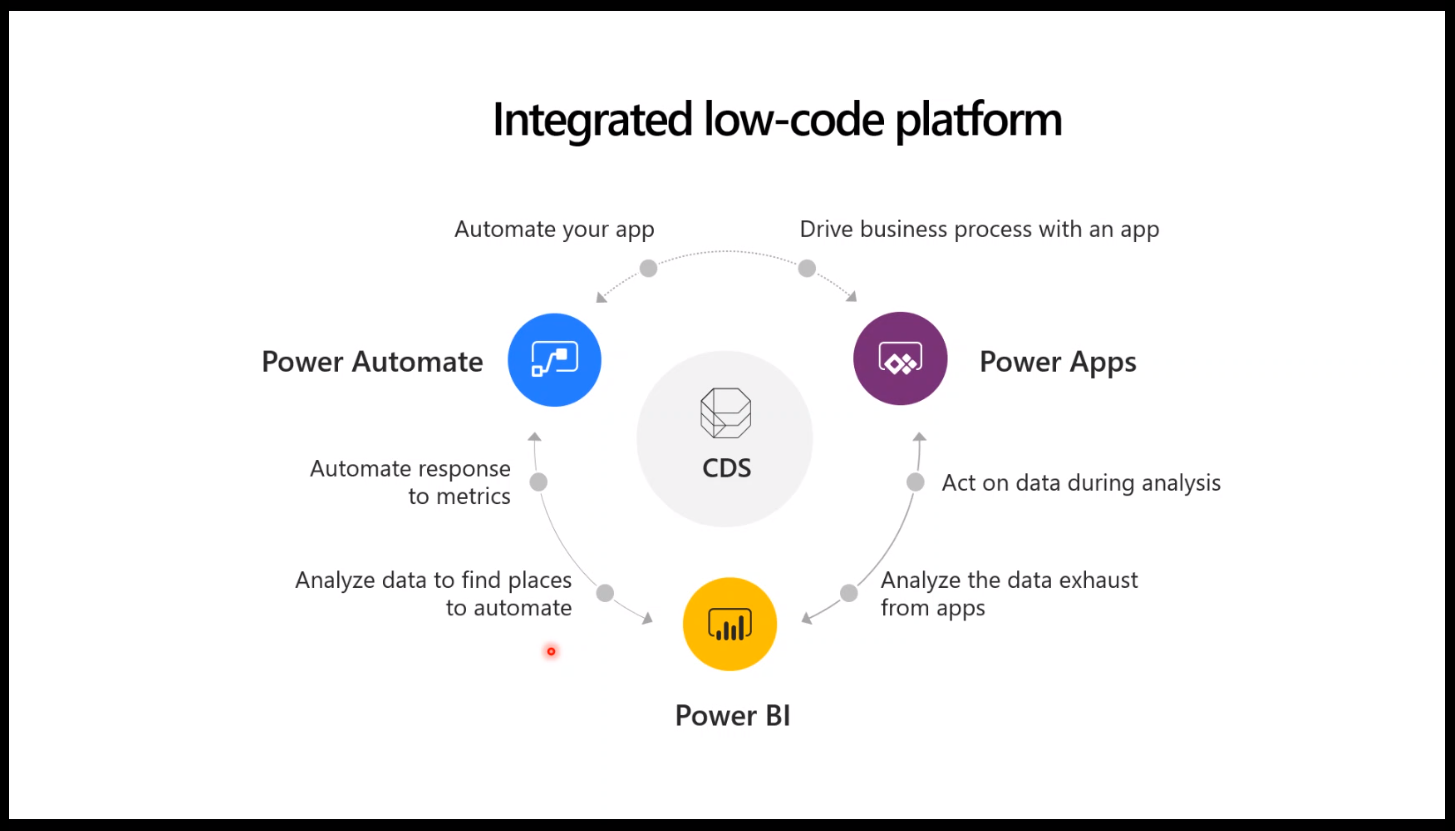 Integrated low-code platform
Automate your app
Drive business process with an app
Power Automate
Power Apps
CDS
Automate response
to metrics
Act on data during analysis
Analyze data to find places
to automate
Analyze the data exhaust
from apps
Power BI